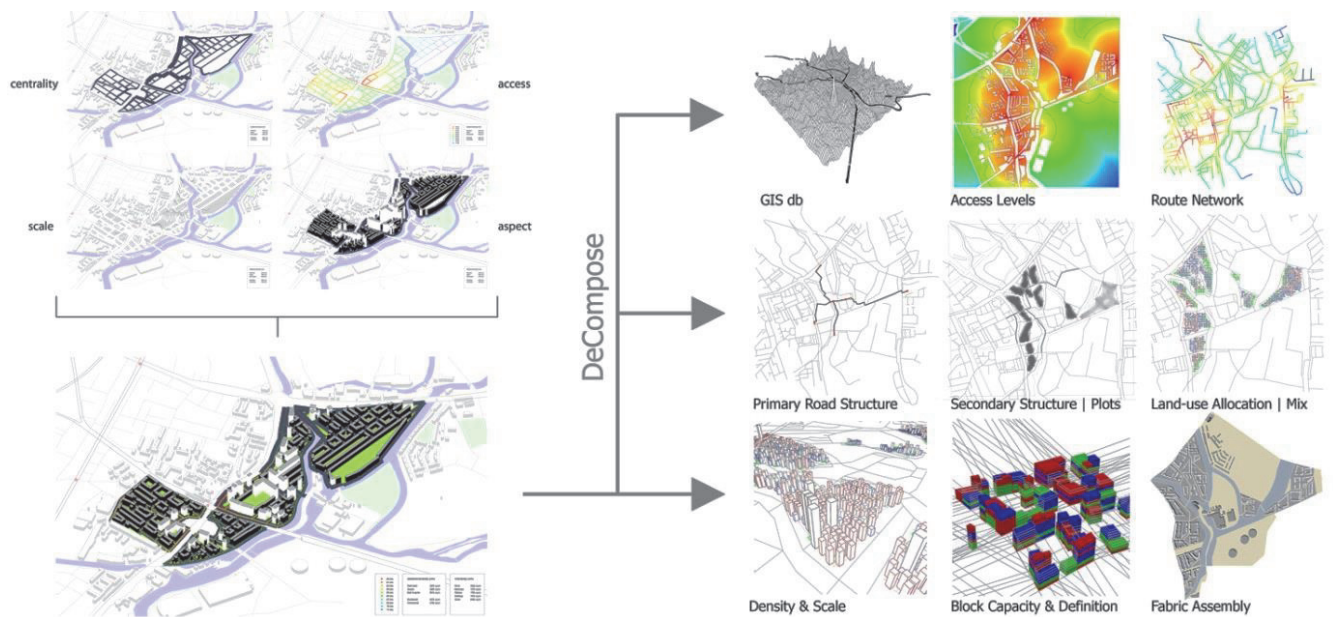 centrality
access
scale
aspect
DeCompose
GIS db
Access Levels
Route Network
Primary Road Structure
Secondary Structure | Plots
Land-use Allocation | Mix
Density & Scale
Block Capacity & Definition
Fabric Assembly